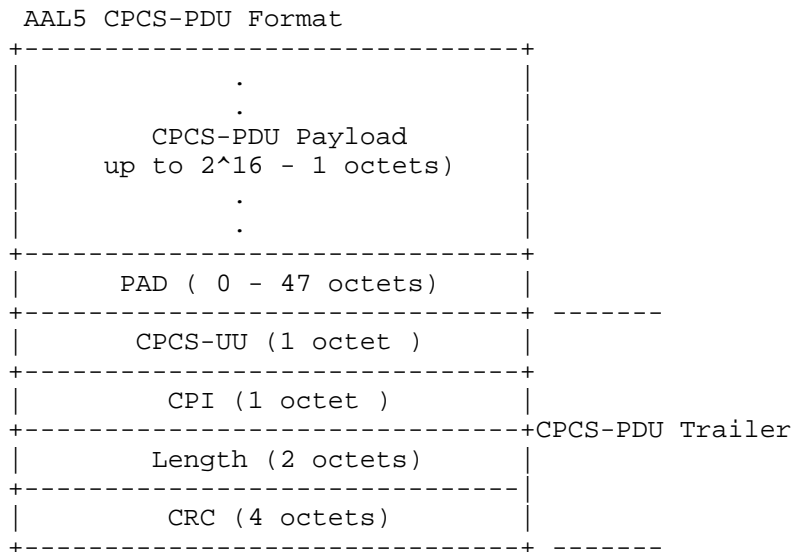 AAL5 CPCS-PDU Format
+-------------------------------+
|              .                |
|              .                |
|        CPCS-PDU Payload       |
|     up to 2^16 - 1 octets)    |
|              .                |
|              .                |
+-------------------------------+
|      PAD ( 0 - 47 octets)     |
+-------------------------------+ -------
|       CPCS-UU (1 octet )      |
+-------------------------------+
|         CPI (1 octet )        |
+-------------------------------+CPCS-PDU Trailer
|        Length (2 octets)      |
+-------------------------------|
|         CRC (4 octets)        |
+-------------------------------+ -------